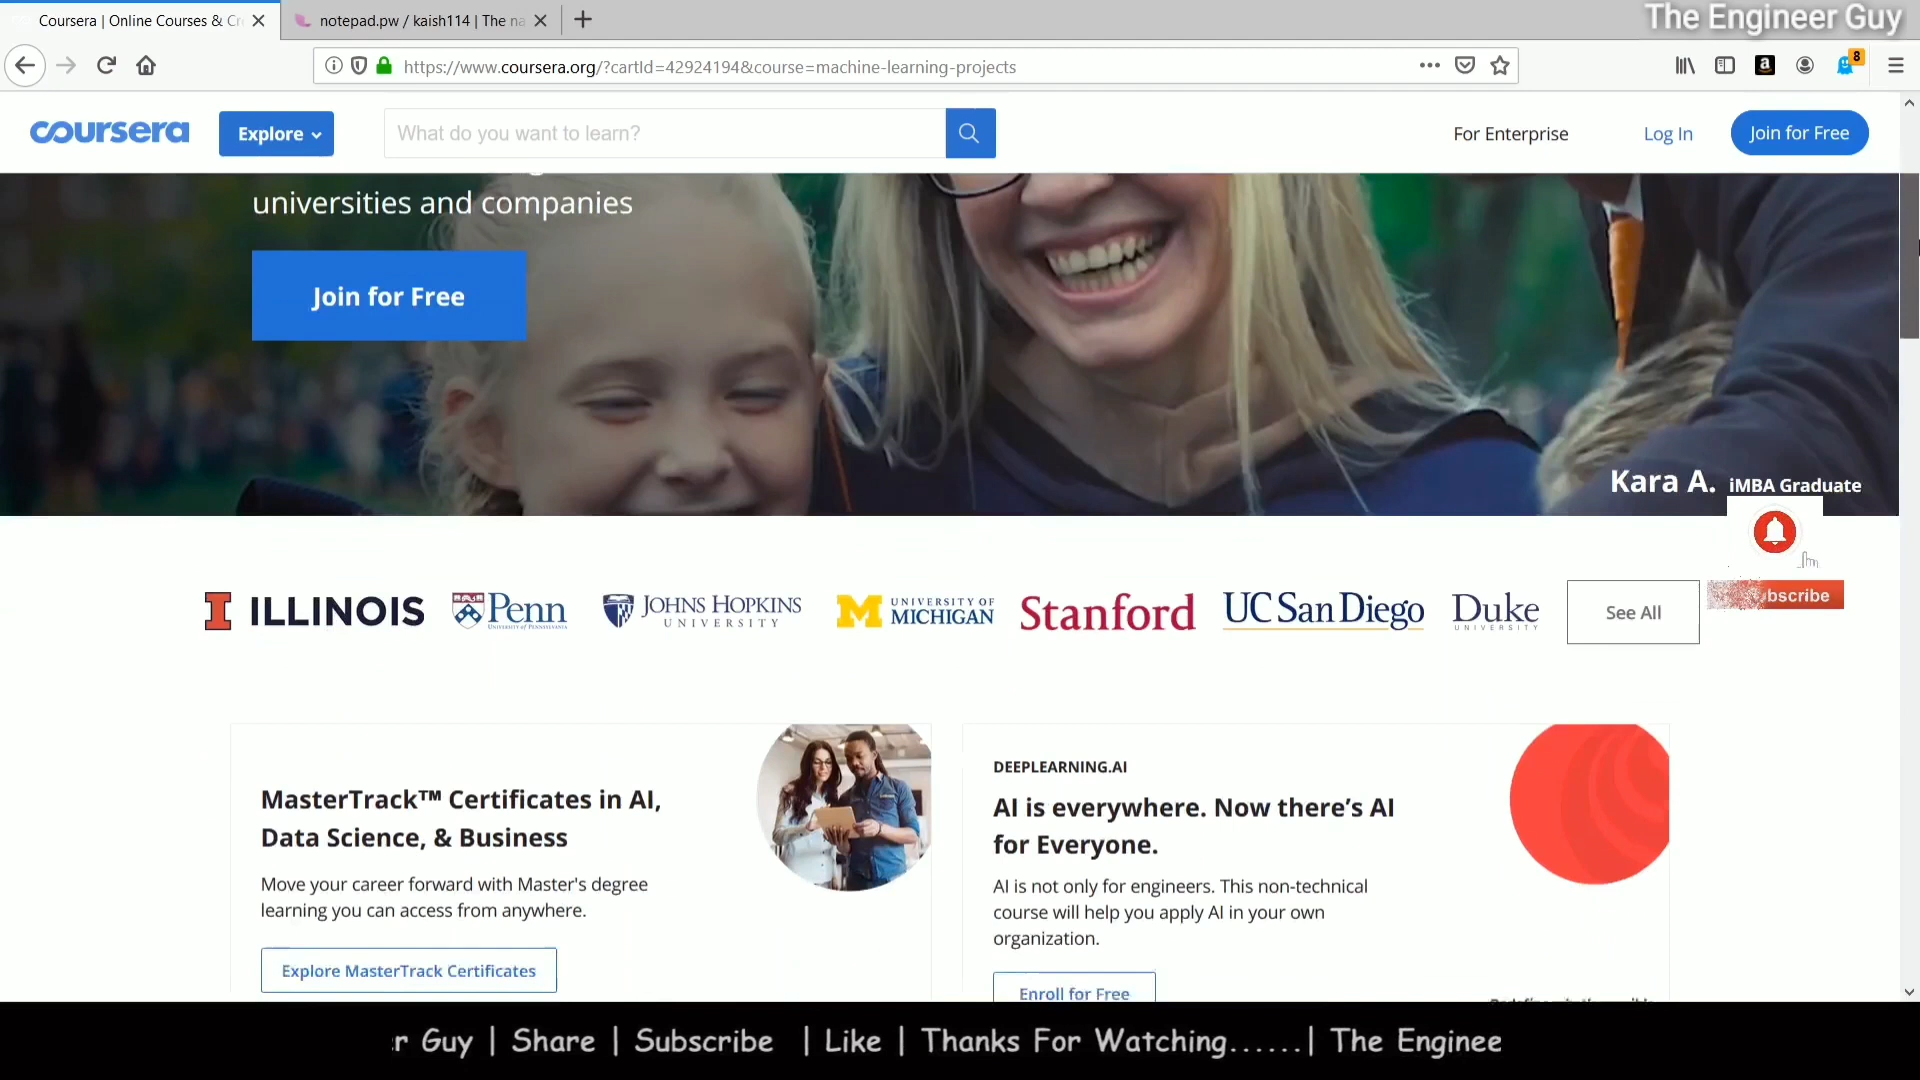 Coursera | Online Courses & Cr
notepad.pw / kaish114 | The na
The Engineer Guy
https://www.coursera.org/?cartId=42924194&course=machine-learning-projects
8
coursera
Explore
What do you want to learn?
For Enterprise
Log In
Join for Free
universities and companies
Join for Free
Kara A. iMBA Graduate
I ILLINOIS
Penn
UNIVERSITY OF PENNSYLVANIA
JOHNS HOPKINS
UNIVERSITY
M UNIVERSITY OF
MICHIGAN
Stanford
UC San Diego
Duke
UNIVERSITY
See All
bscribe
MasterTrack™ Certificates in AI,
Data Science, & Business
Move your career forward with Master's degree
learning you can access from anywhere.
Explore MasterTrack Certificates
DEEPLEARNING.AI
AI is everywhere. Now there’s AI
for Everyone.
AI is not only for engineers. This non-technical
course will help you apply AI in your own
organization.
Enroll for Free
r Guy | Share | Subscribe | Like | Thanks For Watching......| The Enginee